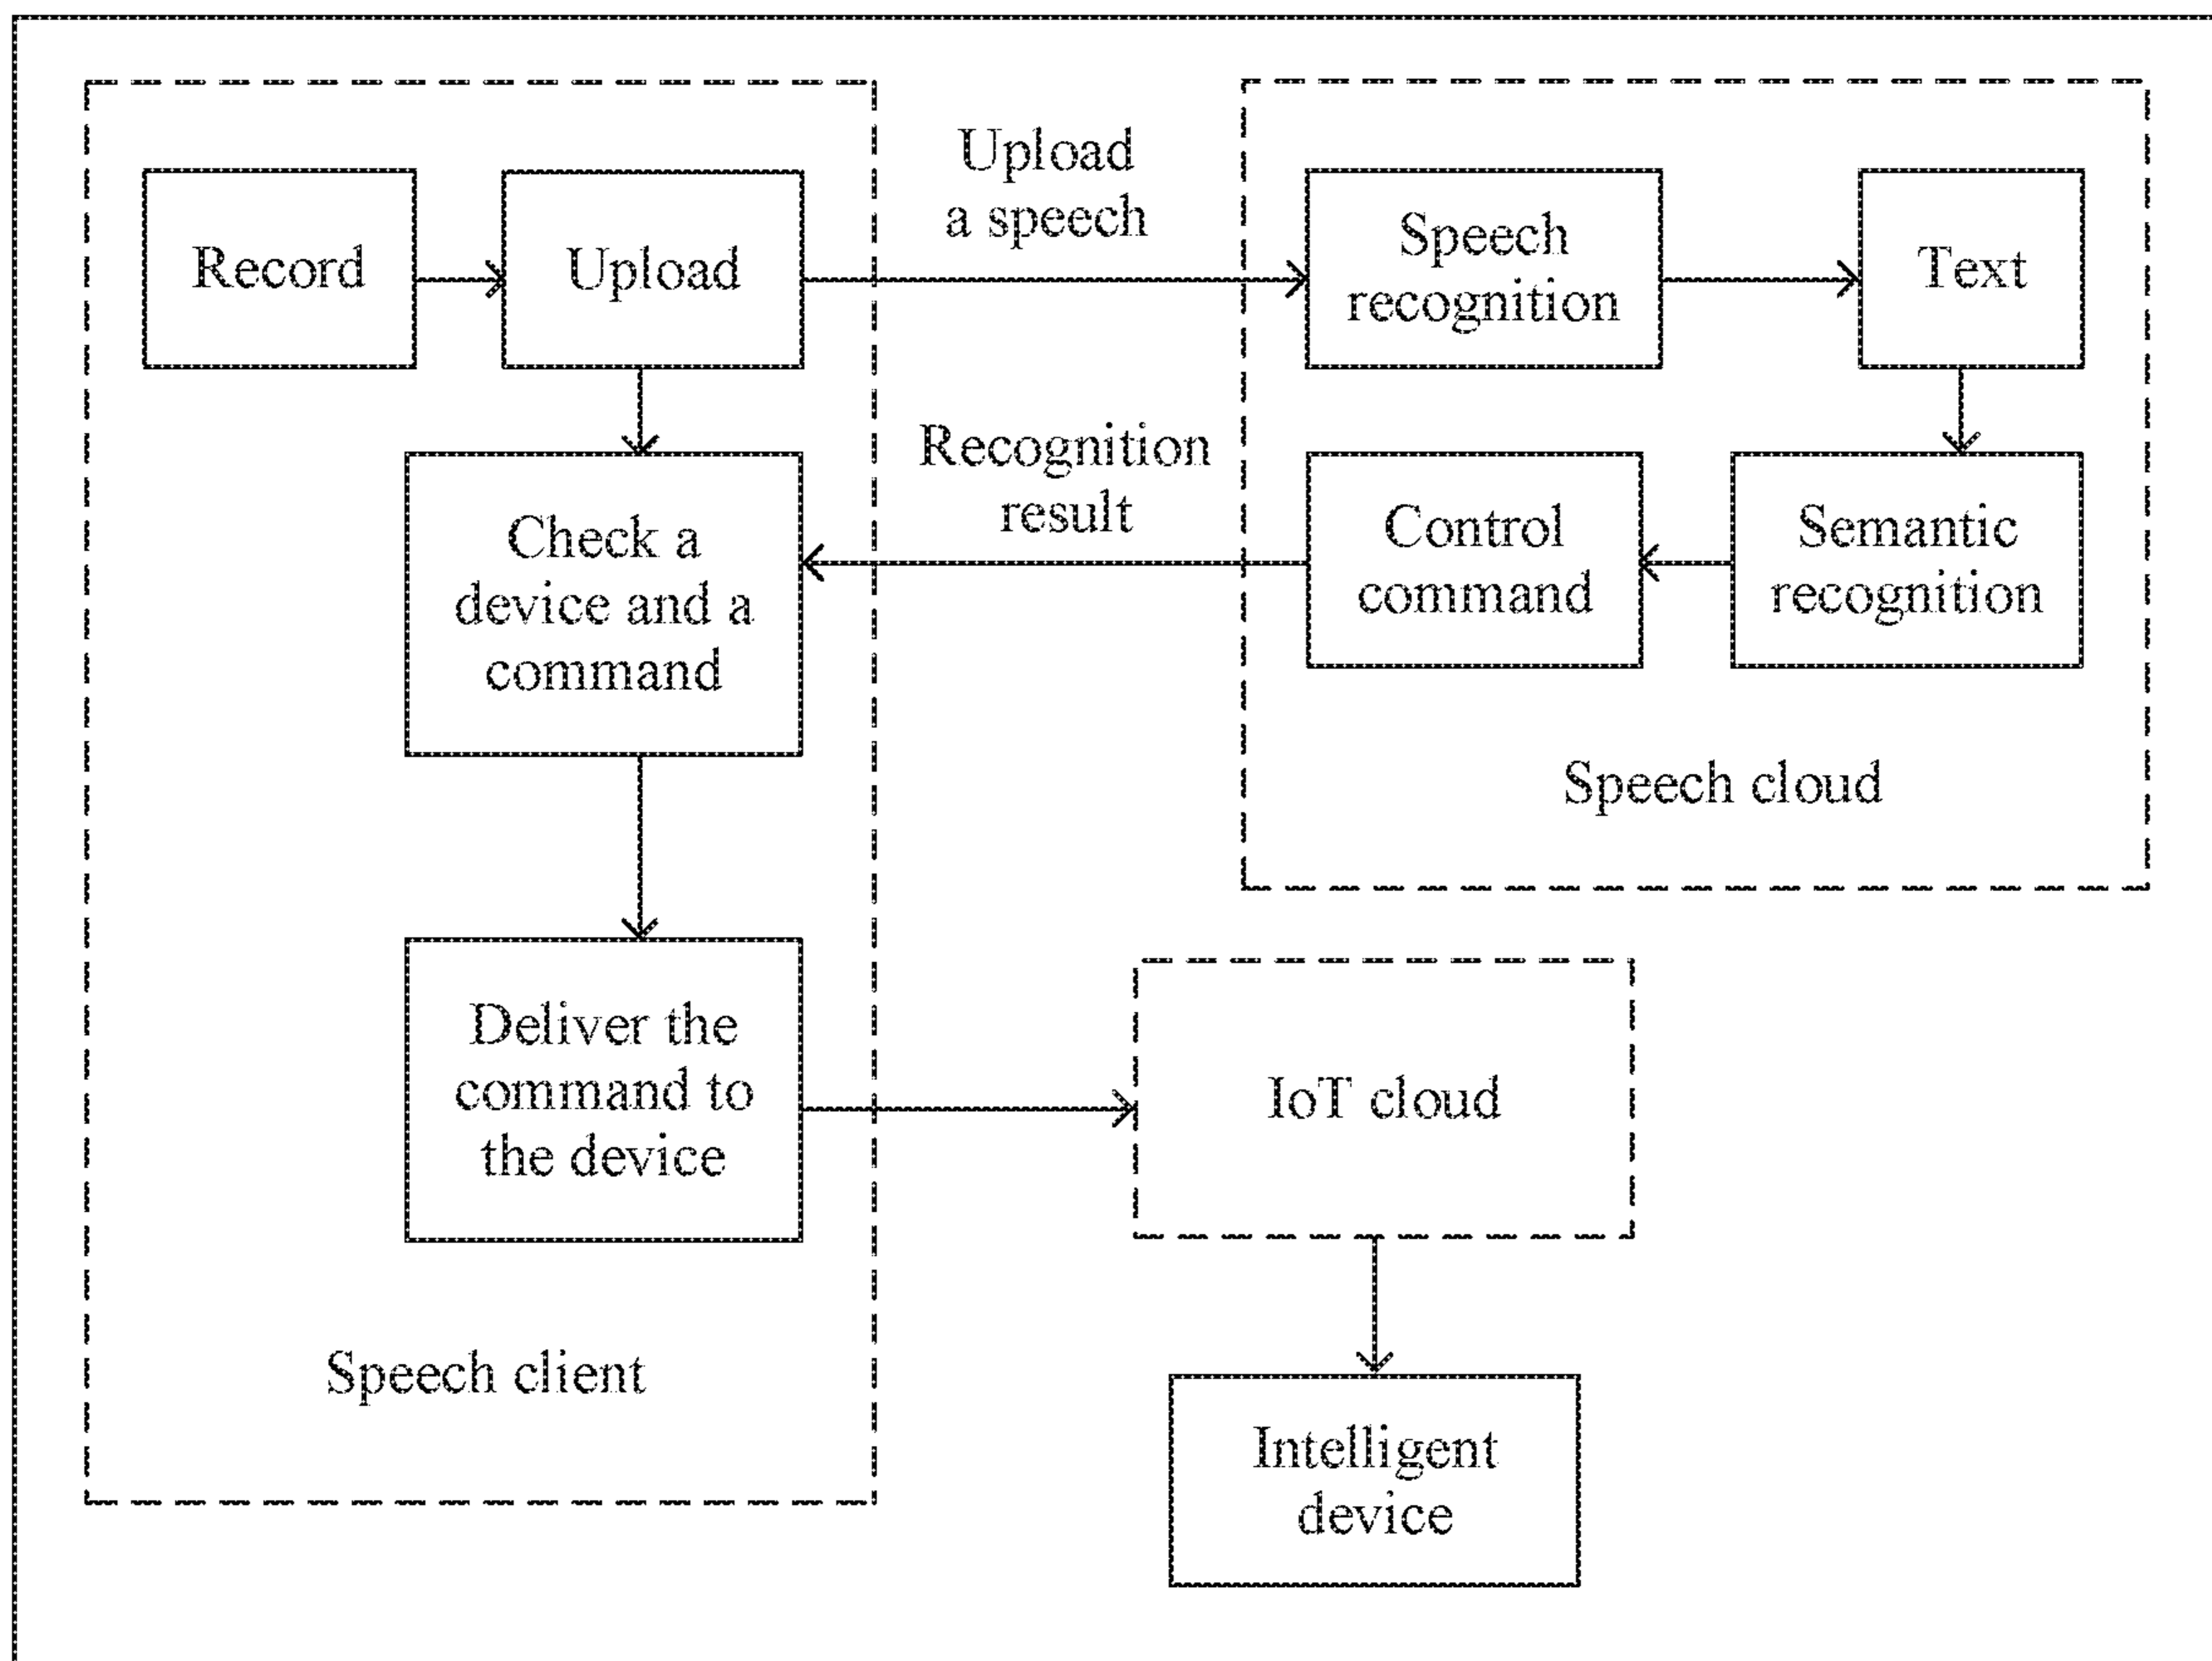 Record
Upload
Upload
a speech
Speech
recognition
Text
Check a
device and a
command
Recognition
result
Control
command
Semantic
recognition
Speech cloud
Deliver the
command to
the device
IoT cloud
Speech client
Intelligent
device